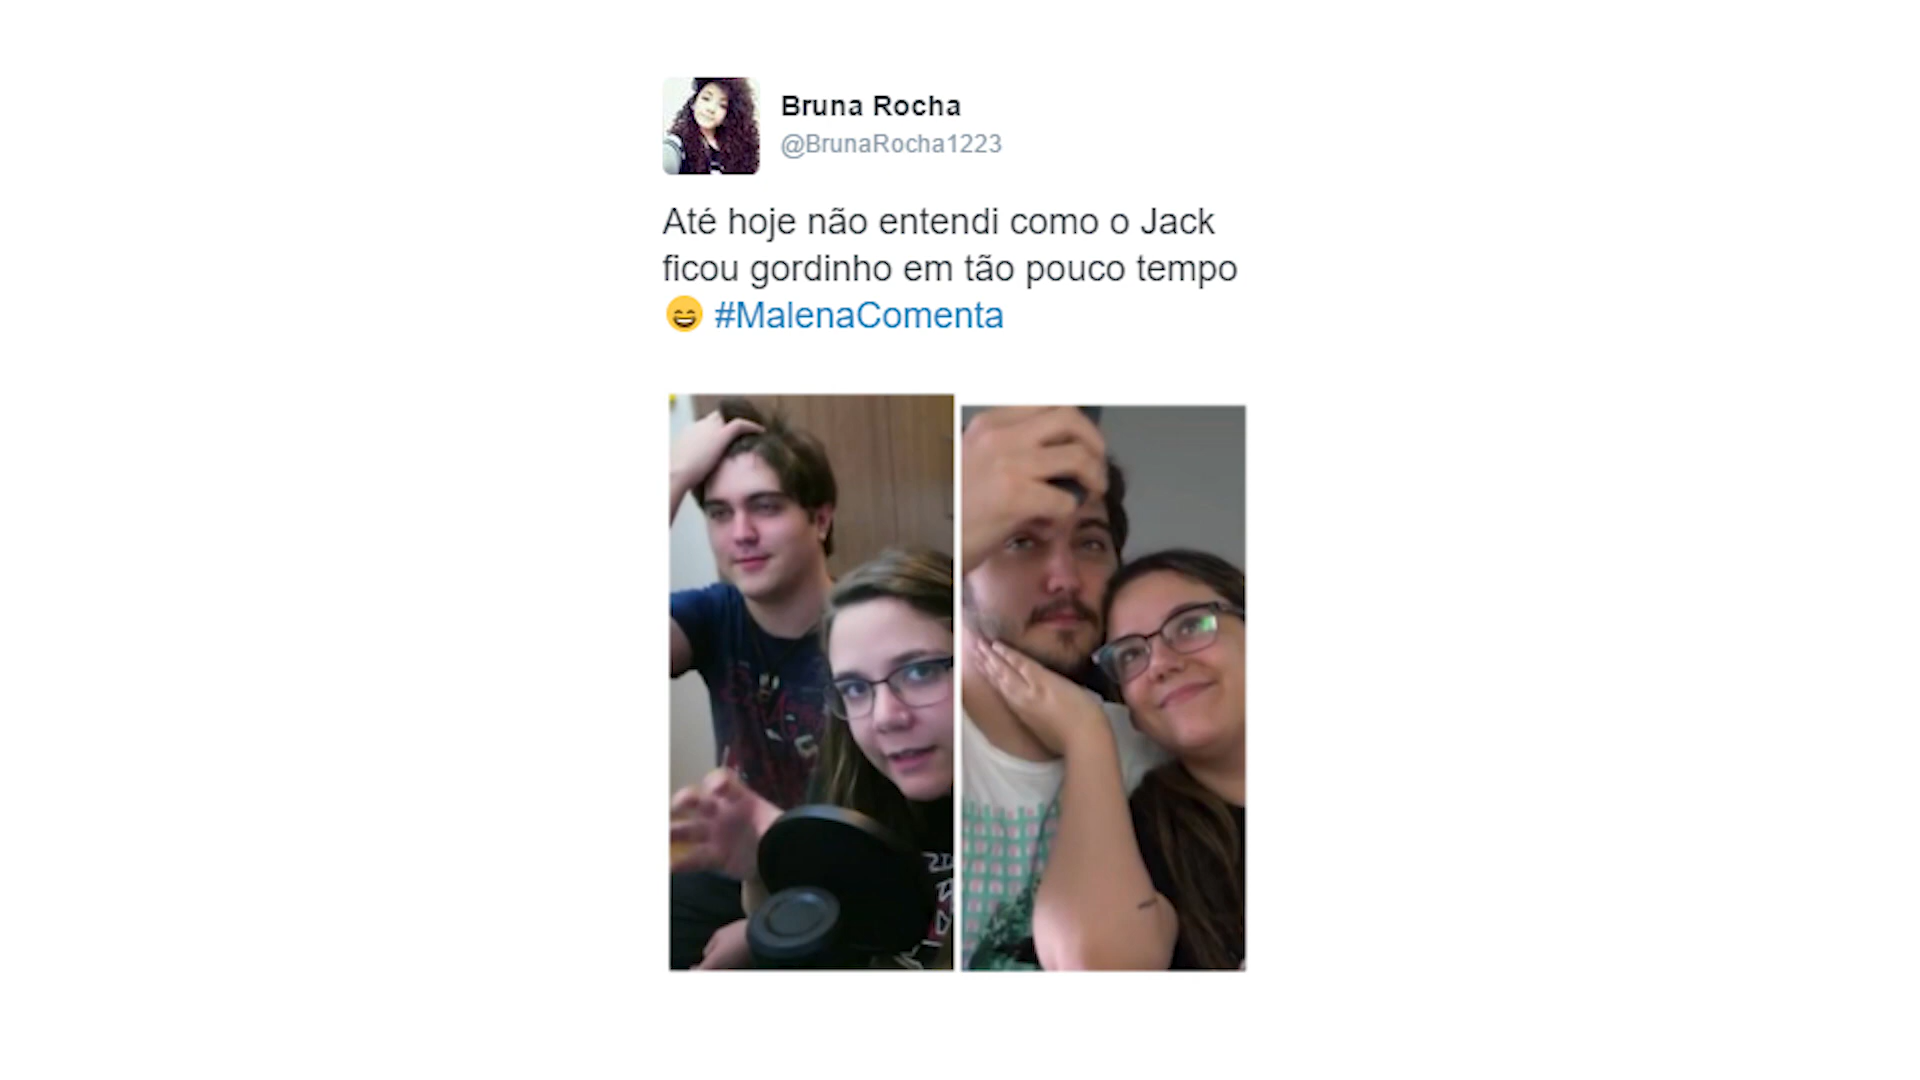 Bruna Rocha
@BrunaRocha1223
Até hoje não entendi como o Jack
ficou gordinho em tão pouco tempo
😄 #MalenaComenta